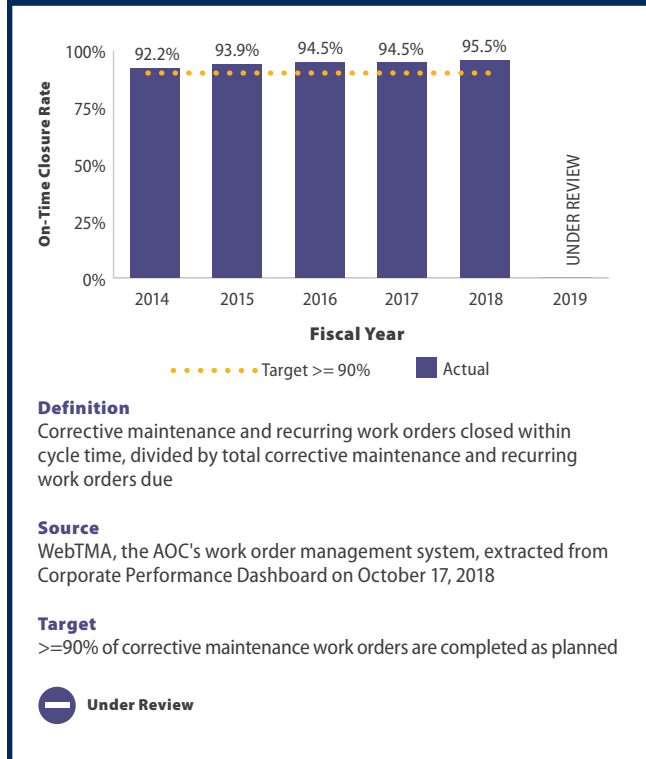 92.2% 93.9% 94.5% 94.5% 95.5%
100%
75%
50%
25%
0%
On-Time Closure Rate
UNDER REVIEW
2014 2015 2016 2017 2018 2019
Fiscal Year
Target >= 90% Actual
Definition
Corrective maintenance and recurring work orders closed within
cycle time, divided by total corrective maintenance and recurring
work orders due
Source
WebTMA, the AOC's work order management system, extracted from
Corporate Performance Dashboard on October 17, 2018
Target
>=90% of corrective maintenance work orders are completed as planned
Under Review